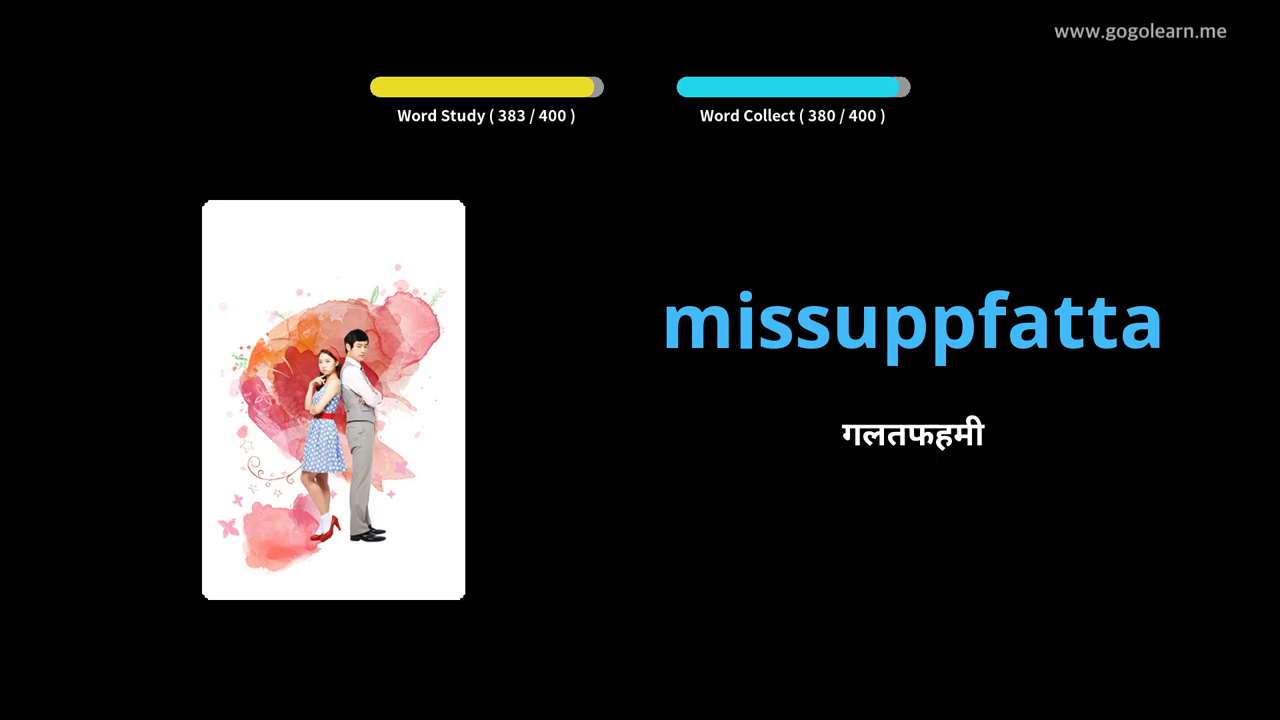 www.gogolearn.me
Word Study ( 383 / 400 )
Word Collect ( 380 / 400 )
missuppfatta
गलतफहमी